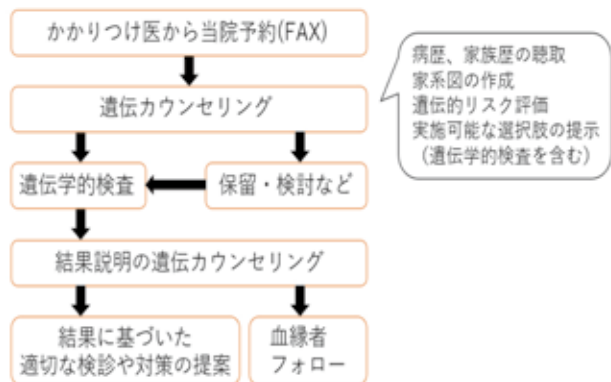 かかりつけ医から当院予約(FAX)
病歴、家族歴の聴取
家系図の作成
遺伝的リスク評価
実施可能な選択肢の提示
（遺伝学的検査を含む）
遺伝カウンセリング
遺伝学的検査
保留・検討など
結果説明の遺伝カウンセリング
結果に基づいた
適切な検診や対策の提案
血縁者
フォロー